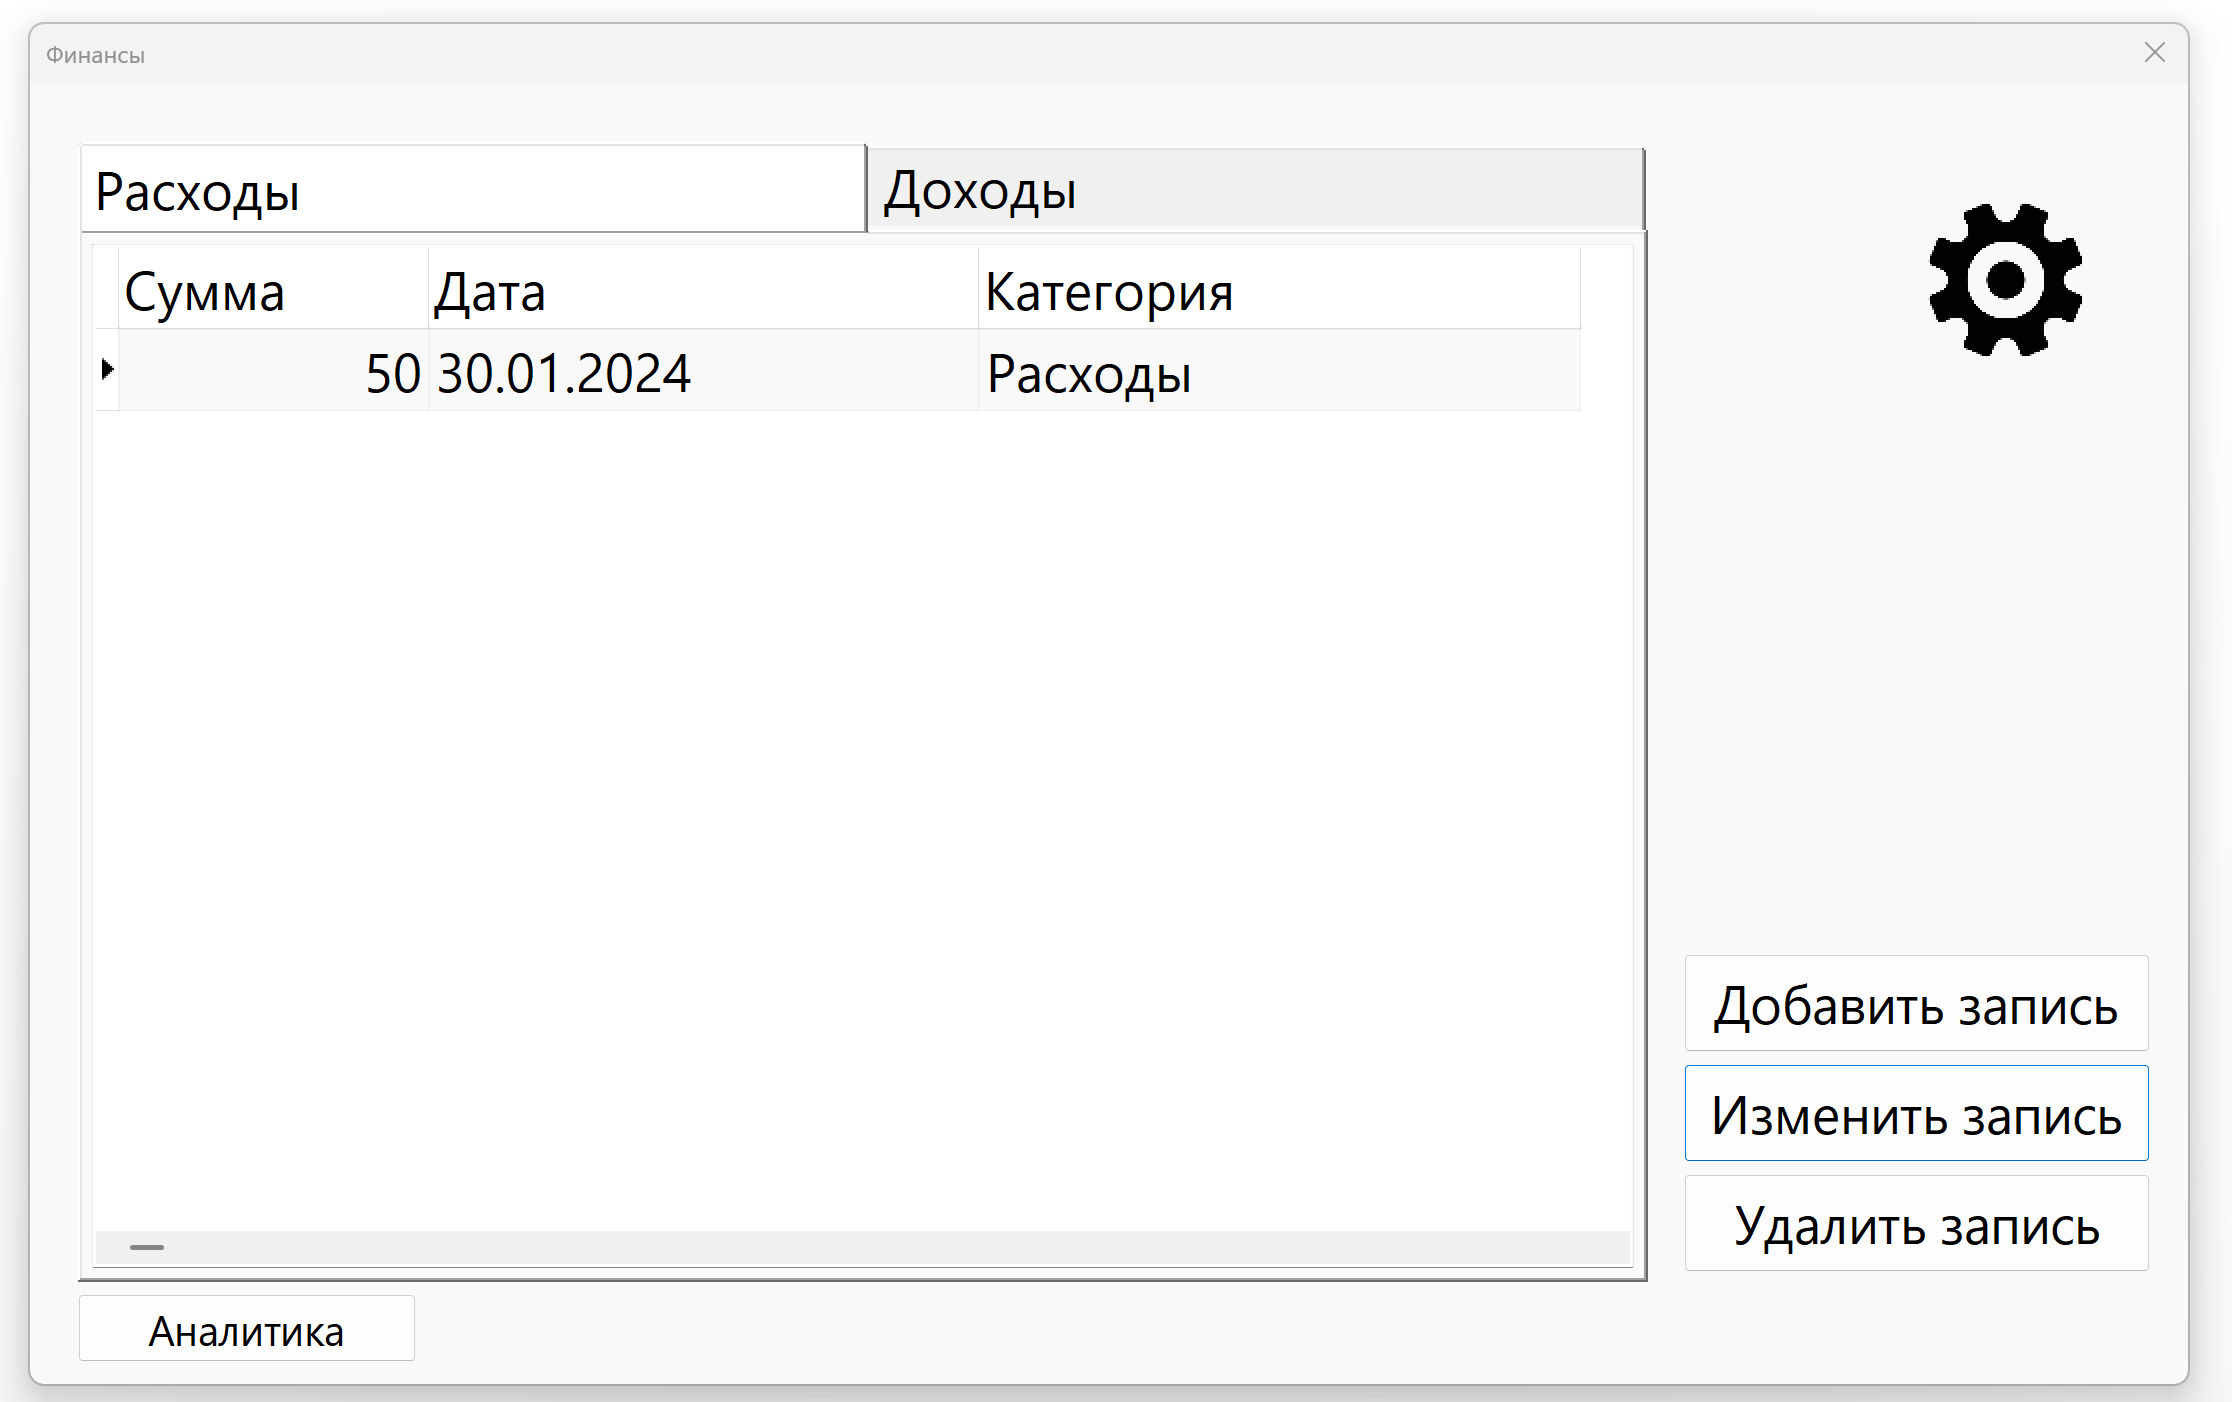 Финансы
Расходы
Доходы
Сумма Дата Категория
50 30.01.2024 Расходы
Добавить запись
Изменить запись
Удалить запись
Аналитика